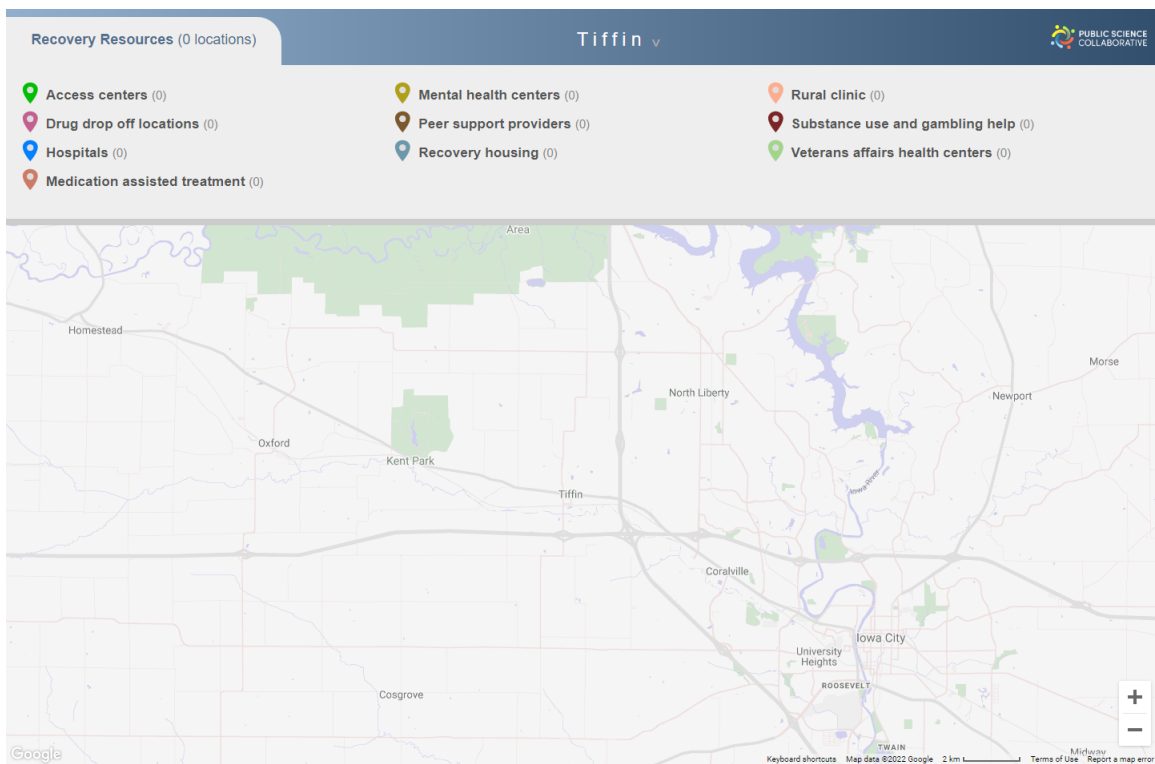 Recovery Resources (0 locations)
Tiffin v
PUBLIC SCIENCE
COLLABORATIVE
Access centers (0)
Drug drop off locations (0)
Hospitals (0)
Medication assisted treatment (0)
Mental health centers (0)
Peer support providers (0)
Recovery housing (0)
Rural clinic (0)
Substance use and gambling help (0)
Veterans affairs health centers (0)
Area
Homestead
Morse
North Liberty
Newport
Oxford
Kent Park
Iowa River
Tiffin
Coralville
Iowa City
University
Heights
ROOSEVELT
Cosgrove
TWAIN
Midway
Google
Keyboard shortcuts
Map data ©2022 Google
2 km
Terms of Use
Report a map error